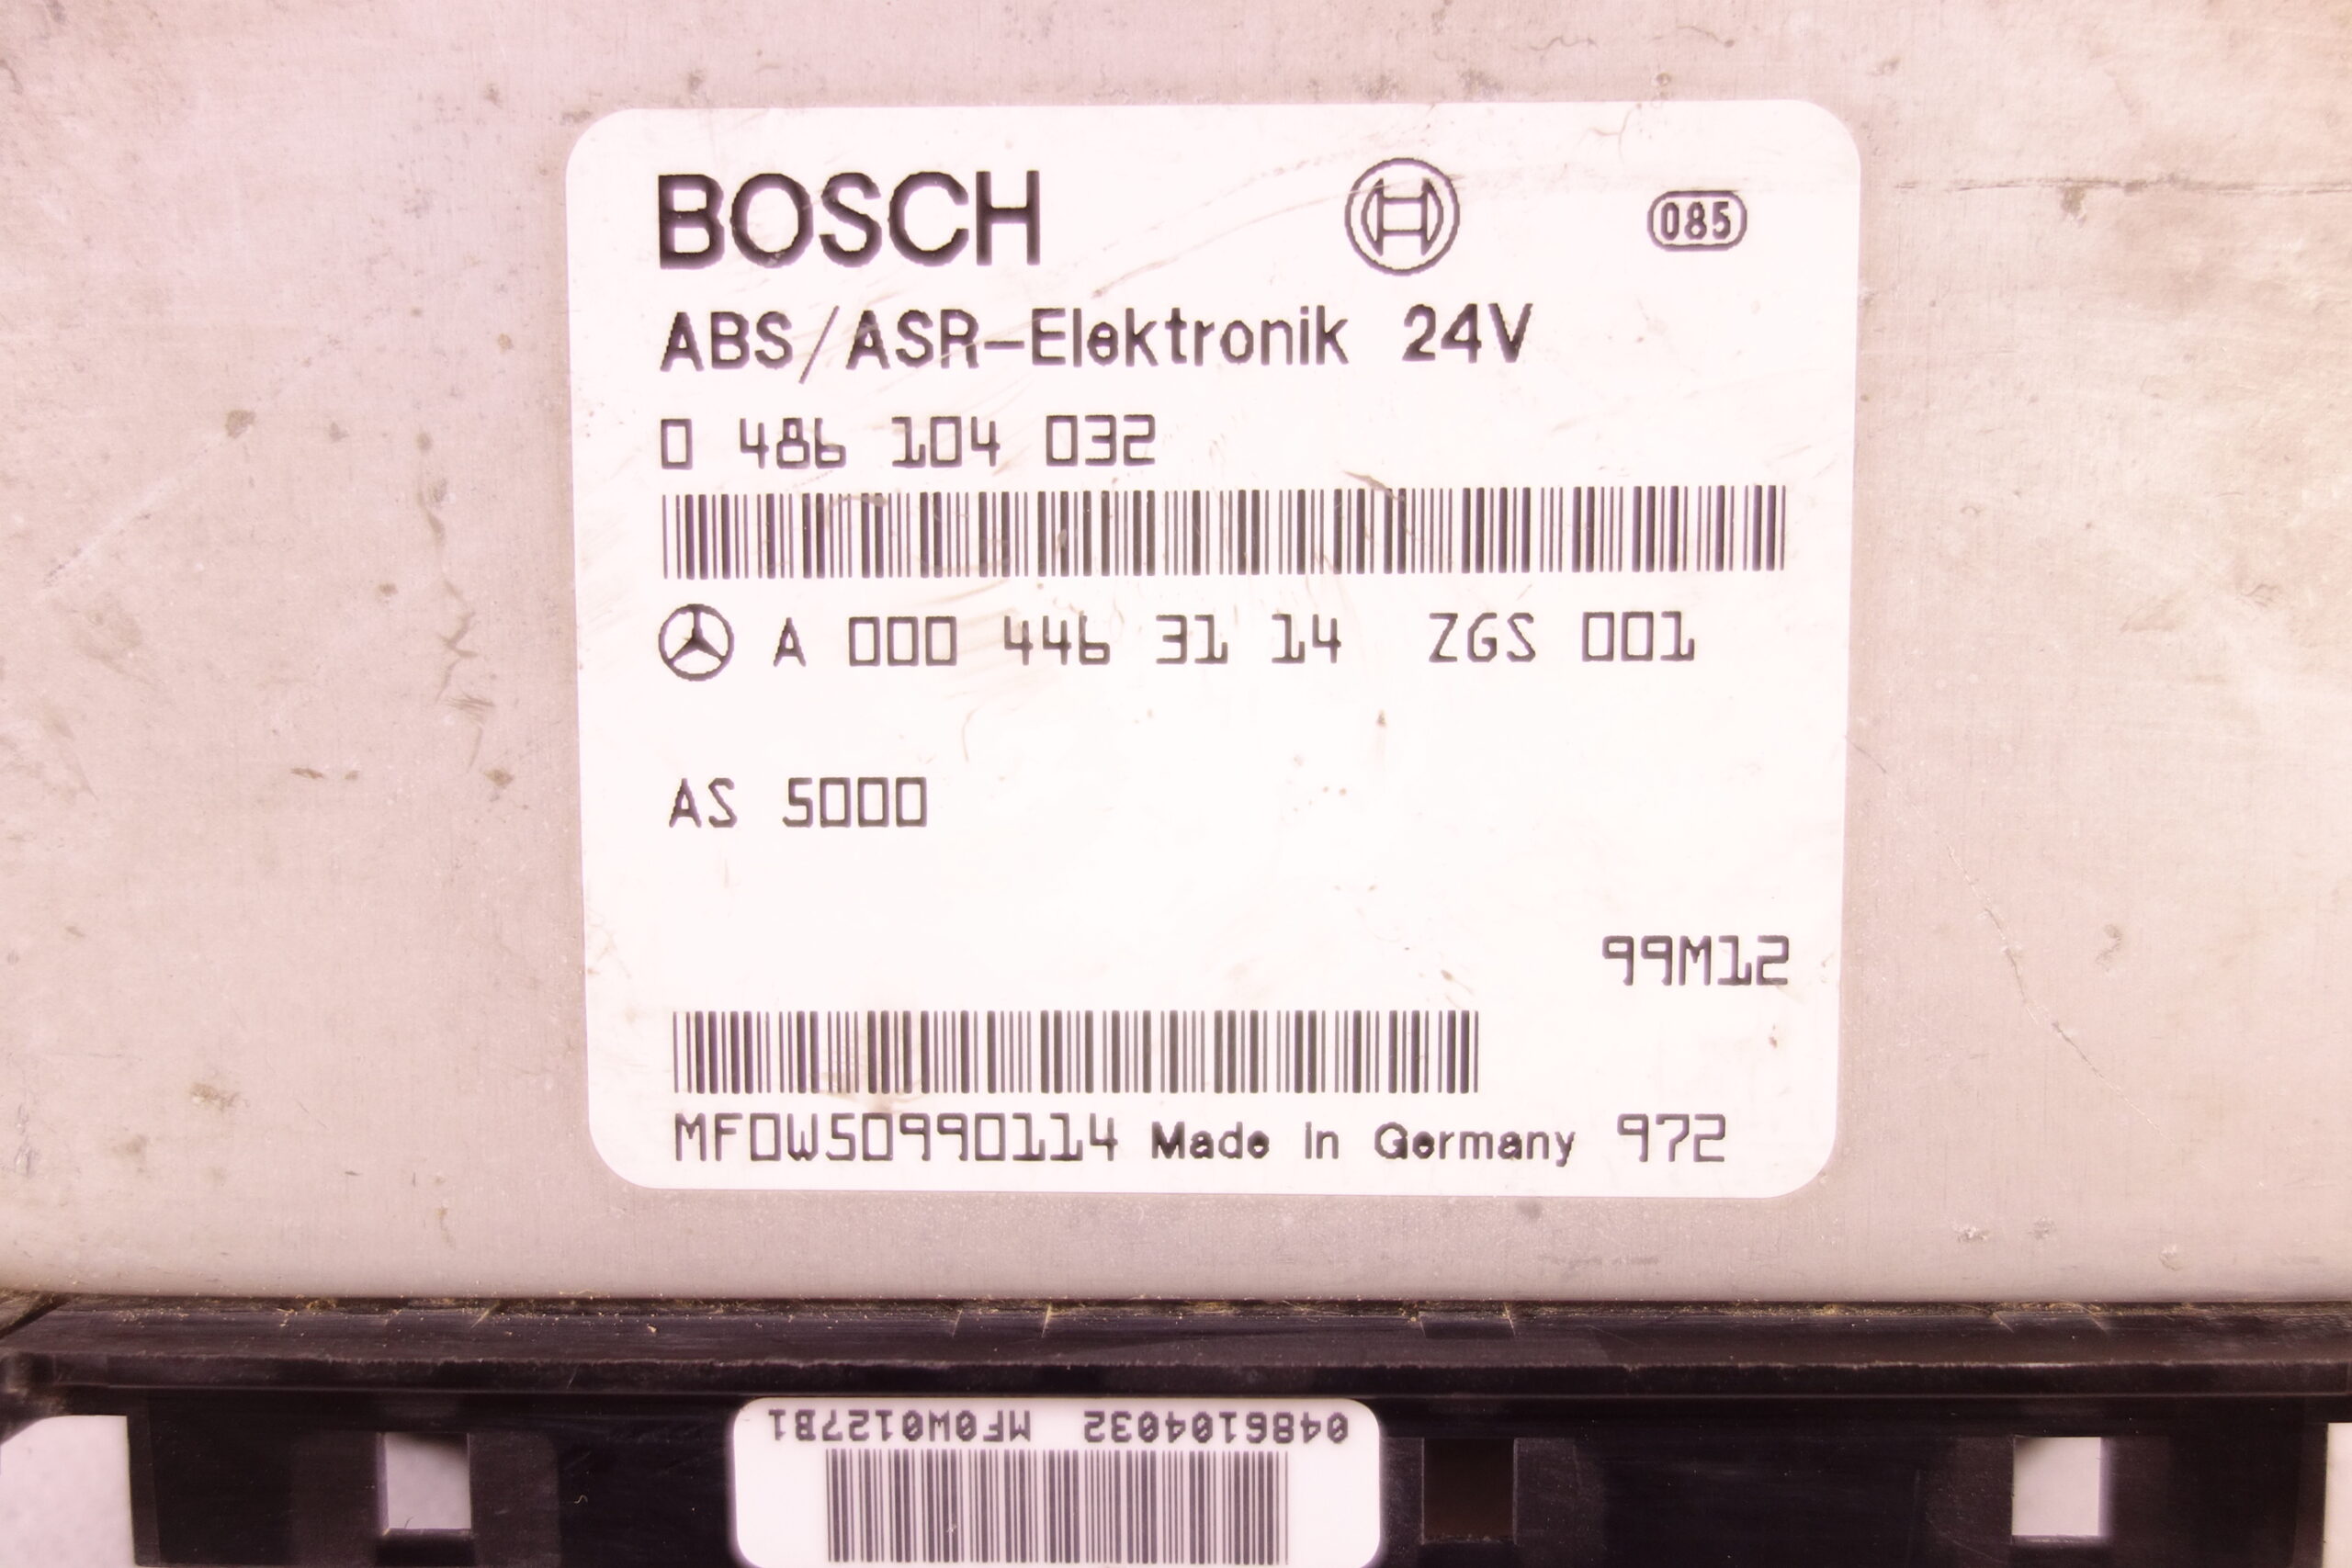 BOSCH 085
ABS/ASR-Elektronik 24V
0 486 104 032
A 000 446 31 14 ZGS 001
AS 5000
99M12
MF0W50990114 Made in Germany 972
0486104032 MF0W0127B1